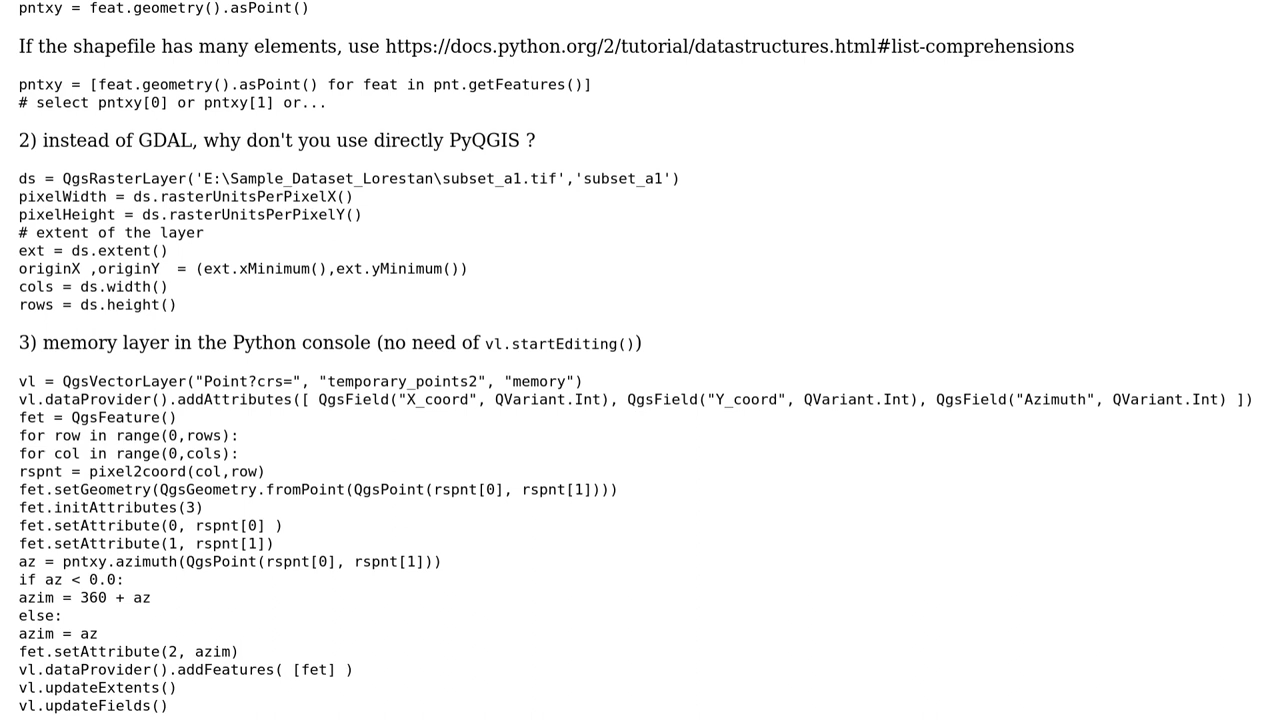 pntxy = feat.geometry().asPoint()
If the shapefile has many elements, use https://docs.python.org/2/tutorial/datastructures.html#list-comprehensions
pntxy = [feat.geometry().asPoint() for feat in pnt.getFeatures()]
# select pntxy[0] or pntxy[1] or...
2) instead of GDAL, why don't you use directly PyQGIS ?
ds = QgsRasterLayer('E:\Sample_Dataset_Lorestan\subset_a1.tif','subset_a1')
pixelWidth = ds.rasterUnitsPerPixelX()
pixelHeight = ds.rasterUnitsPerPixelY()
# extent of the layer
ext = ds.extent()
originX ,originY  = (ext.xMinimum(),ext.yMinimum())
cols = ds.width()
rows = ds.height()
3) memory layer in the Python console (no need of vl.startEditing())
vl = QgsVectorLayer("Point?crs=", "temporary_points2", "memory")
vl.dataProvider().addAttributes([ QgsField("X_coord", QVariant.Int), QgsField("Y_coord", QVariant.Int), QgsField("Azimuth", QVariant.Int) ])
fet = QgsFeature()
for row in range(0,rows):
for col in range(0,cols):
rspnt = pixel2coord(col,row)
fet.setGeometry(QgsGeometry.fromPoint(QgsPoint(rspnt[0], rspnt[1])))
fet.initAttributes(3)
fet.setAttribute(0, rspnt[0] )
fet.setAttribute(1, rspnt[1])
az = pntxy.azimuth(QgsPoint(rspnt[0], rspnt[1]))
if az < 0.0:
azim = 360 + az
else:
azim = az
fet.setAttribute(2, azim)
vl.dataProvider().addFeatures( [fet] )
vl.updateExtents()
vl.updateFields()